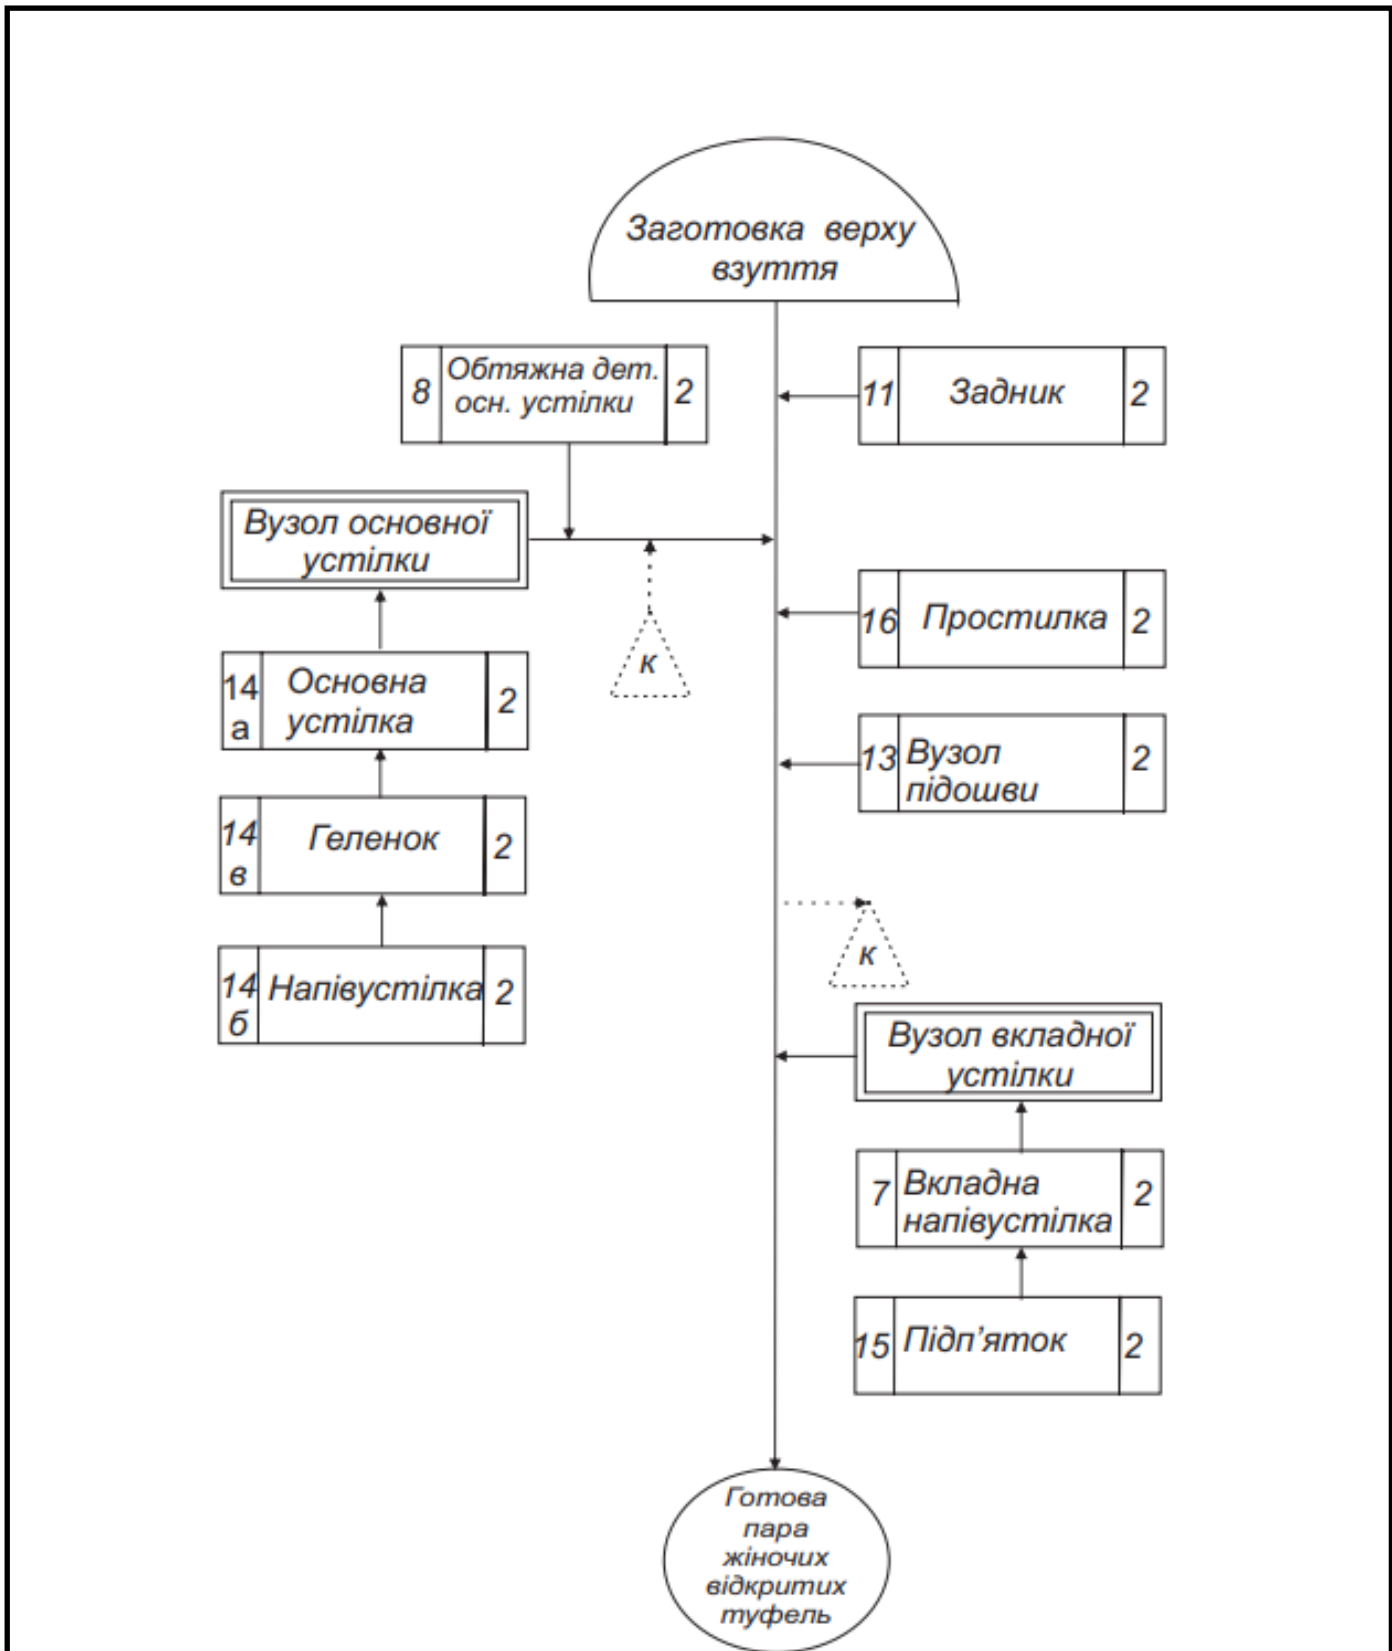 Заготовка верху
взуття
8 Обтяжна дет. 2
осн. устілки
11 Задник 2
Вузол основної
устілки
к
16 Простилка 2
14 Основна 2
а устілка
13 Вузол 2
підошви
14 Геленок 2
в
к
14 Напівустілка 2
б
Вузол вкладної
устілки
7 Вкладна 2
напівустілка
15 Підп’яток 2
Готова
пара
жіночих
відкритих
туфель